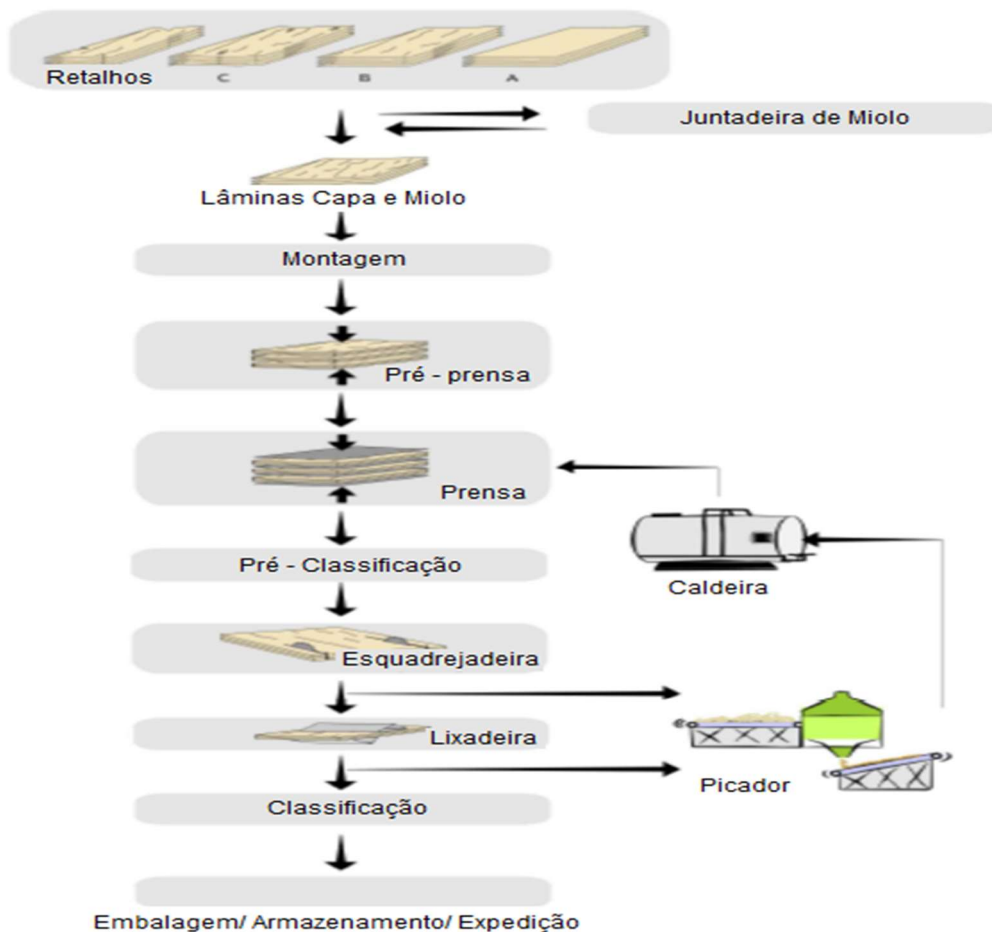 Retalhos C B A
Juntadeira de Miolo
Lâminas Capa e Miolo
Montagem
Pré - prensa
Prensa
Pré - Classificação
Caldeira
Esquadrejadeira
Lixadeira
Picador
Classificação
Embalagem/ Armazenamento/ Expedição